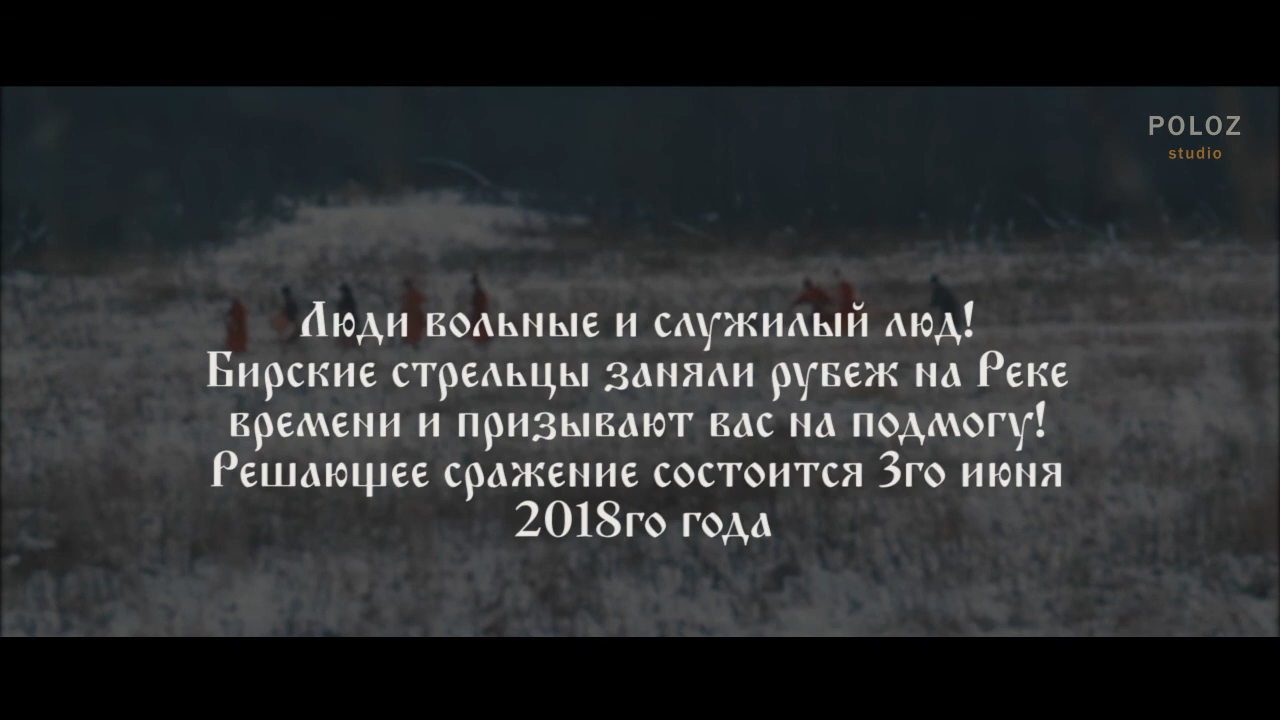 POLOZ
studio
Люди вольные и служилый люд!
Бирские стрельцы заняли рубеж на Реке
времени и призывают вас на подмогу!
Решающее сражение состоится 3го июня
2018го года